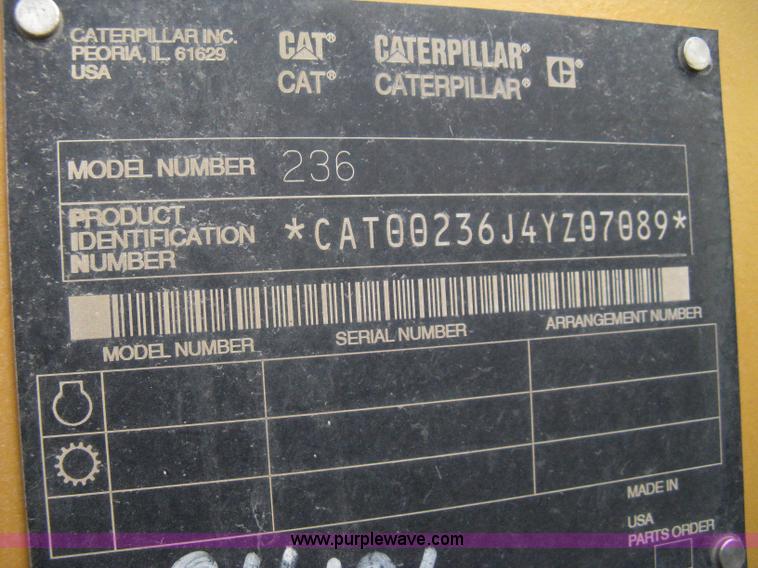 CATERPILLAR INC.
PEORIA, IL. 61629
USA
CAT® CATERPILLAR® C®
CAT® CATERPILLAR®
MODEL NUMBER 236
PRODUCT
IDENTIFICATION
NUMBER
*CAT00236J4YZ07089*
MODEL NUMBER SERIAL NUMBER ARRANGEMENT NUMBER
MADE IN
USA
PARTS ORDER
www.purplewave.com